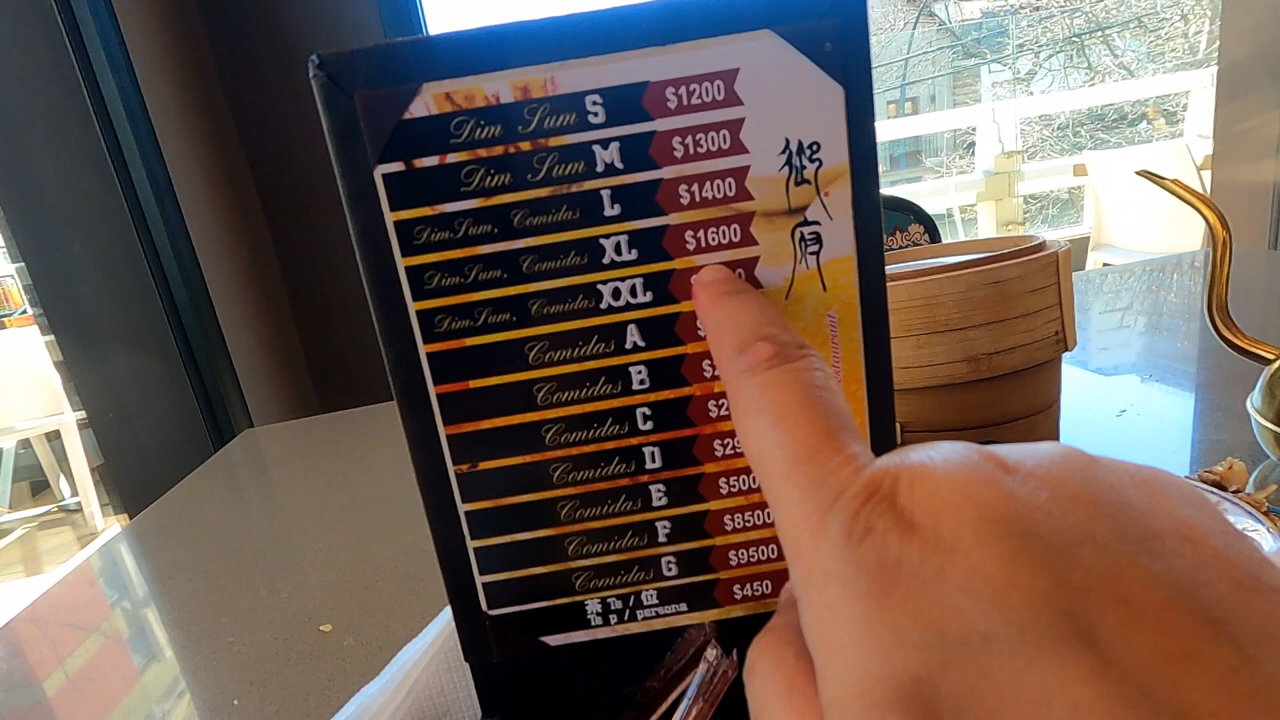 Dim Sum S $1200
Dim Sum M $1300
DimSum, Comidas L $1400
DimSum, Comidas XL $1600
DimSum, Comidas XXL
Comidas A
Comidas B
Comidas C
Comidas D
Comidas E
Comidas F $8500
Comidas G $9500
茶 Te / 位
Te p / persona $450
御
府